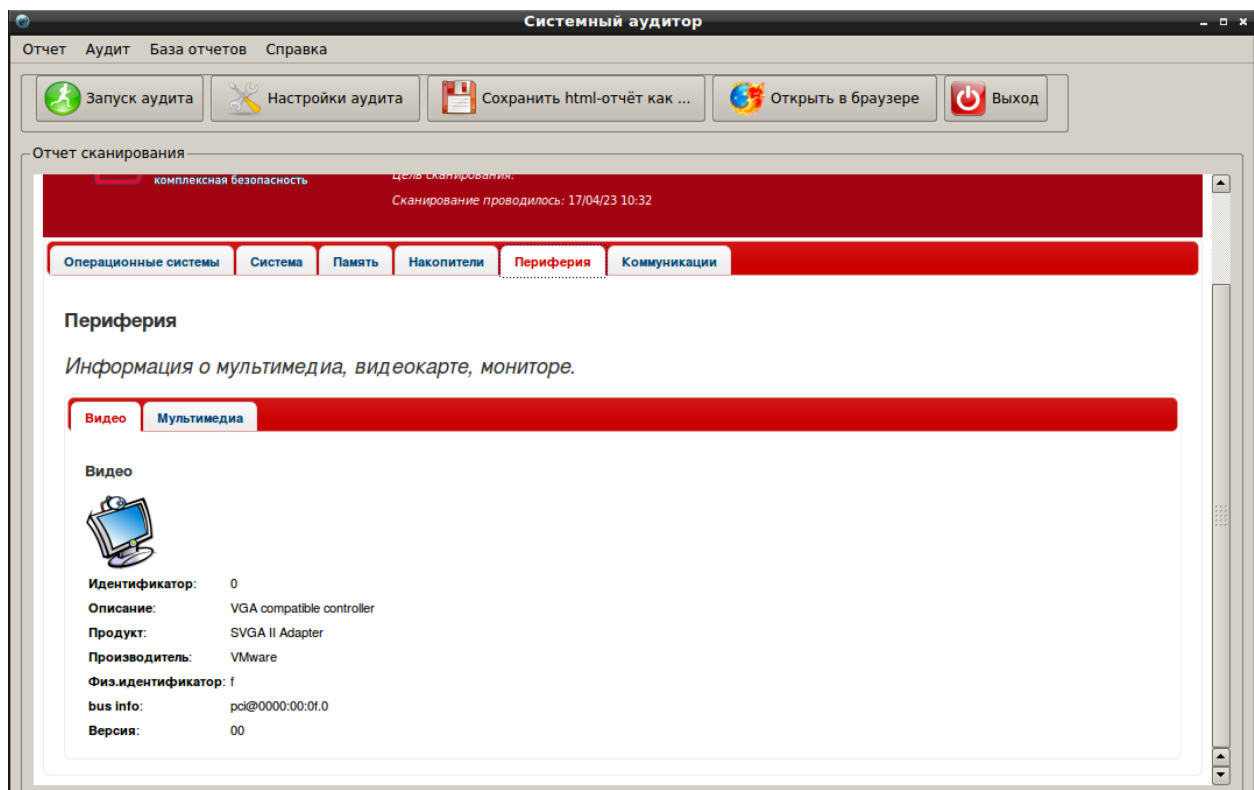 Системный аудитор
Отчет Аудит База отчетов Справка
Запуск аудита Настройки аудита Сохранить html-отчёт как ... Открыть в браузере Выход
Отчет сканирования
комплексная безопасность
Цель сканирования:
Сканирование проводилось: 17/04/23 10:32
Операционные системы Система Память Накопители Периферия Коммуникации
Периферия
Информация о мультимедиа, видеокарте, мониторе.
Видео Мультимедиа
Видео
Идентификатор: 0
Описание: VGA compatible controller
Продукт: SVGA II Adapter
Производитель: VMware
Физ.идентификатор: f
bus info: pci@0000:00:0f.0
Версия: 00